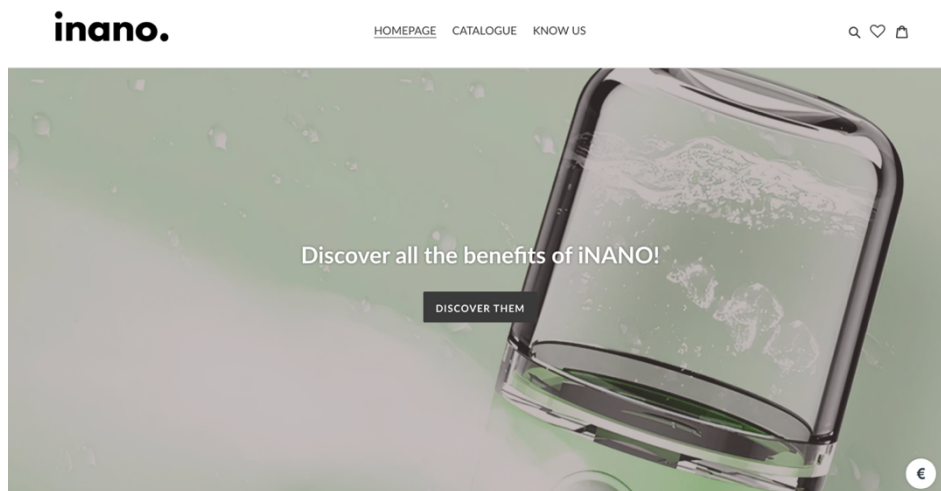 inano.
HOMEPAGE CATALOGUE KNOW US
Discover all the benefits of iNANO!
DISCOVER THEM
€